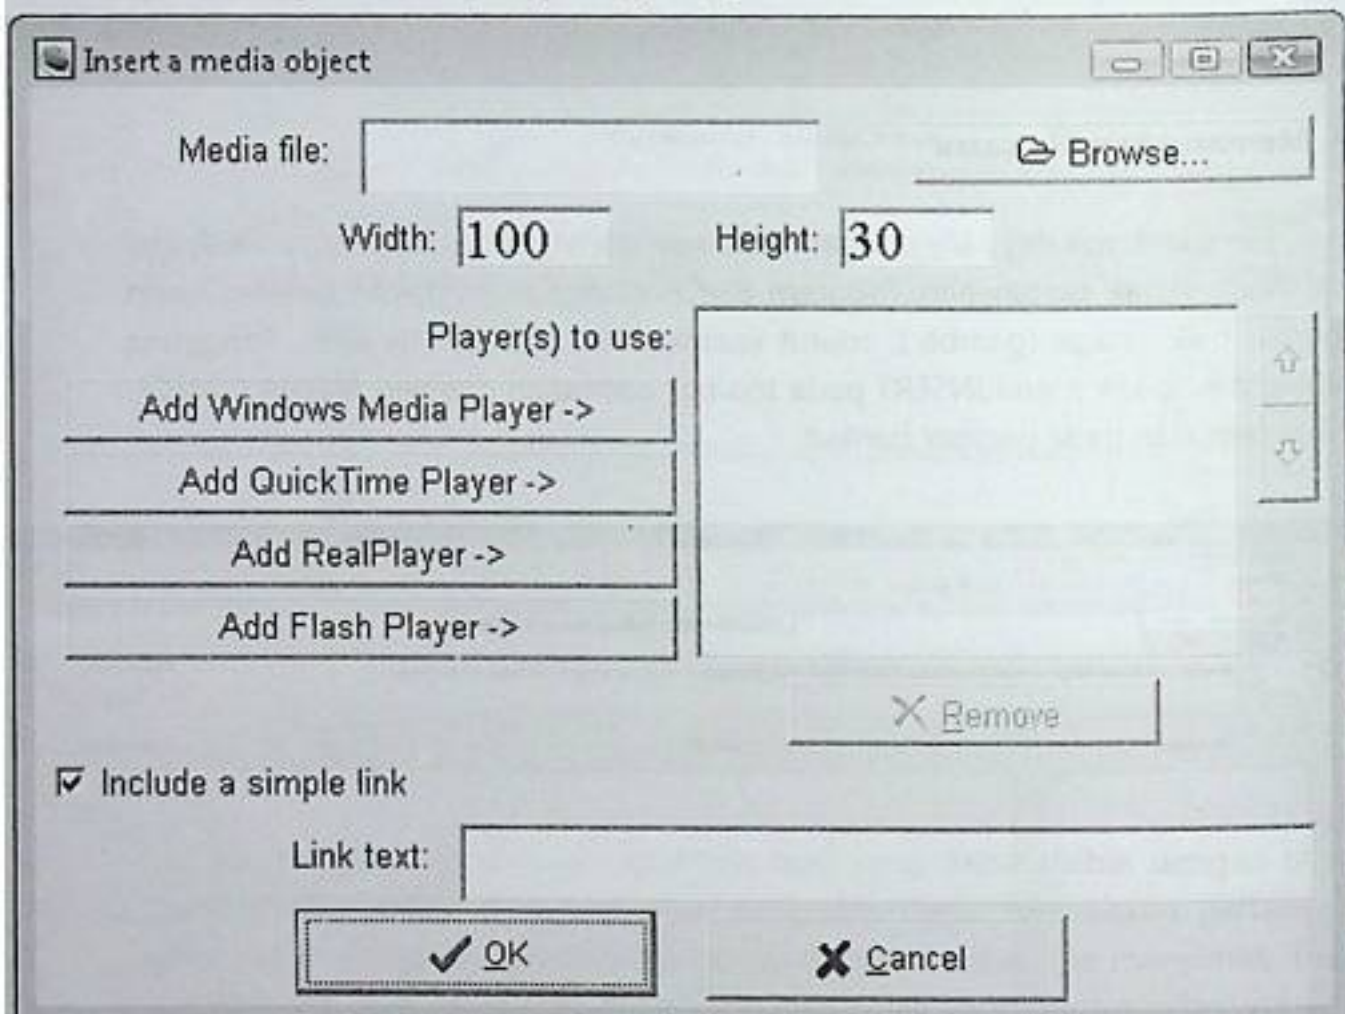 Insert a media object
Media file:
Browse...
Width: 100 Height: 30
Player(s) to use:
Add Windows Media Player ->
Add QuickTime Player ->
Add RealPlayer ->
Add Flash Player ->
Remove
Include a simple link
Link text:
OK Cancel